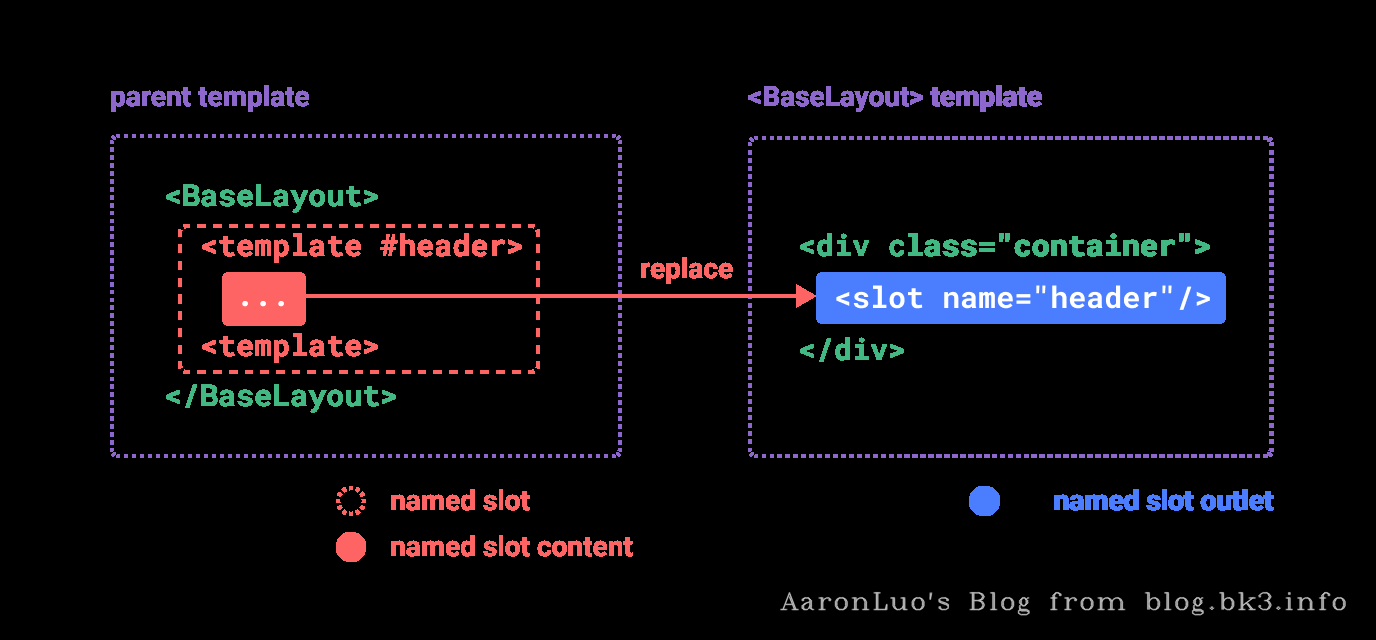 parent template
<BaseLayout>
<template #header>
...
<template>
</BaseLayout>
replace
<BaseLayout> template
<div class="container">
<slot name="header"/>
</div>
named slot
named slot content
named slot outlet
AaronLuo's Blog from blog.bk3.info